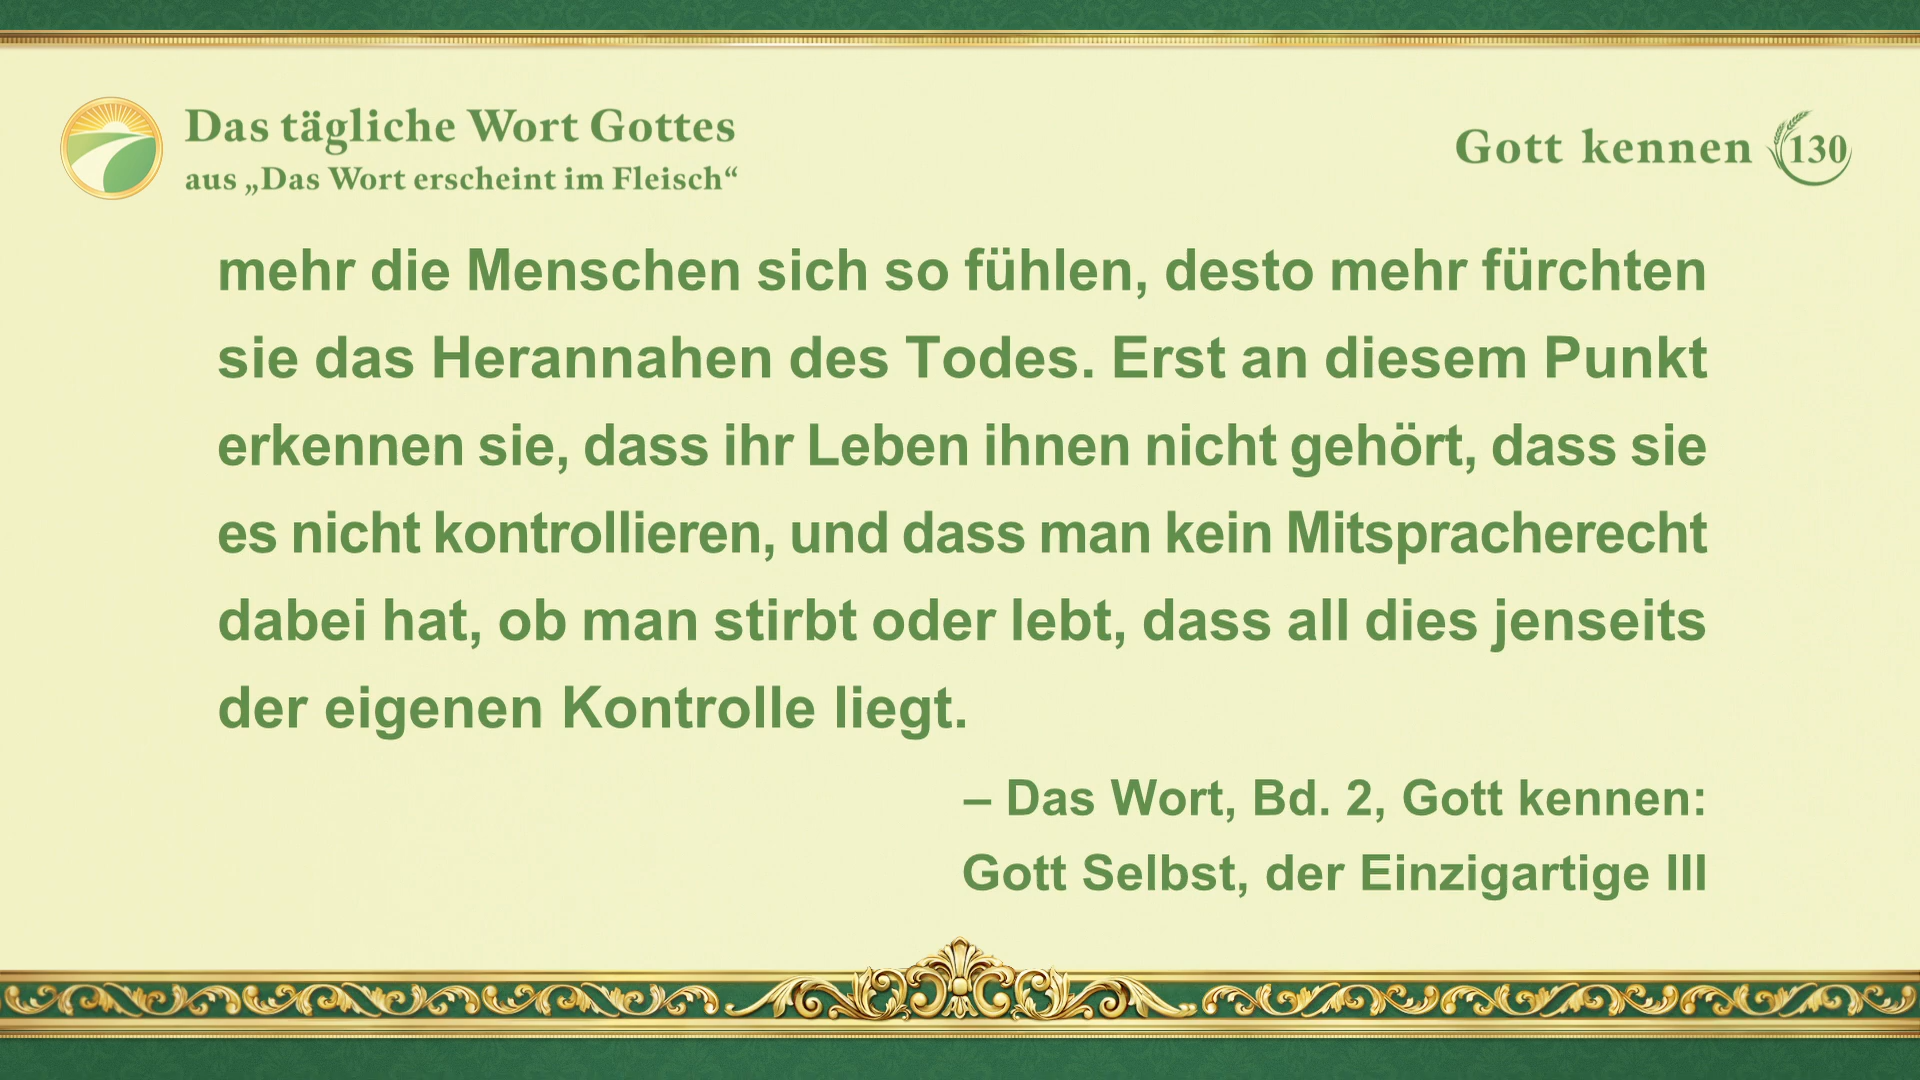 Das tägliche Wort Gottes
aus „Das Wort erscheint im Fleisch“
Gott kennen 130
mehr die Menschen sich so fühlen, desto mehr fürchten
sie das Herannahen des Todes. Erst an diesem Punkt
erkennen sie, dass ihr Leben ihnen nicht gehört, dass sie
es nicht kontrollieren, und dass man kein Mitspracherecht
dabei hat, ob man stirbt oder lebt, dass all dies jenseits
der eigenen Kontrolle liegt.
– Das Wort, Bd. 2, Gott kennen:
Gott Selbst, der Einzigartige III